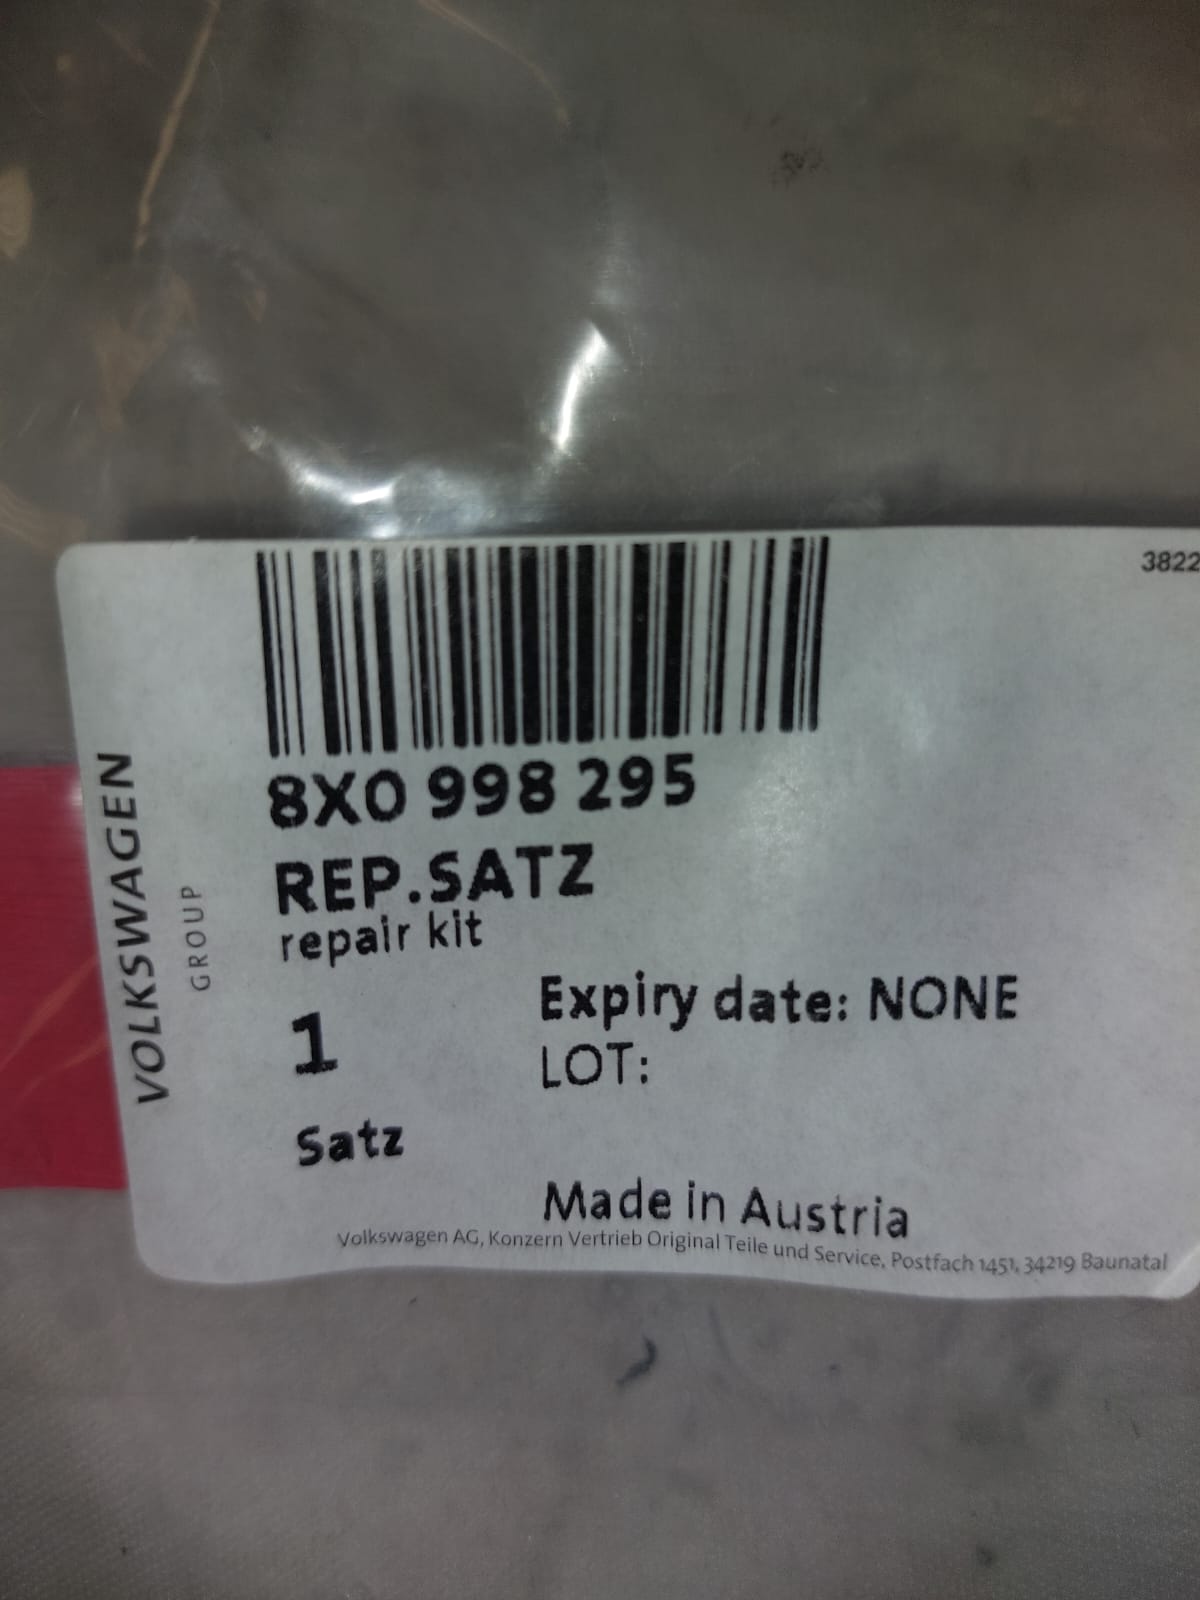 3822
8X0 998 295
REP.SATZ
repair kit
1
Satz
Expiry date: NONE
LOT:
Made in Austria
Volkswagen AG, Konzern Vertrieb Original Teile und Service, Postfach 1451, 34219 Baunatal
VOLKSWAGEN
GROUP